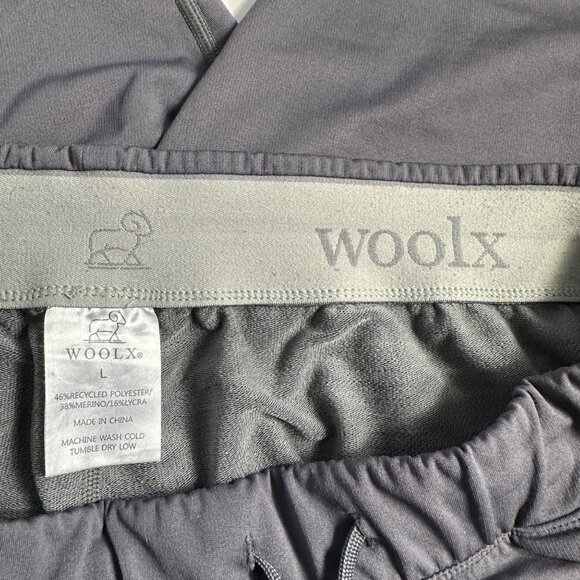 woolx
WOOLX®
L
46%RECYCLED POLYESTER/
38%MERINO/16%LYCRA
MADE IN CHINA
MACHINE WASH COLD
TUMBLE DRY LOW